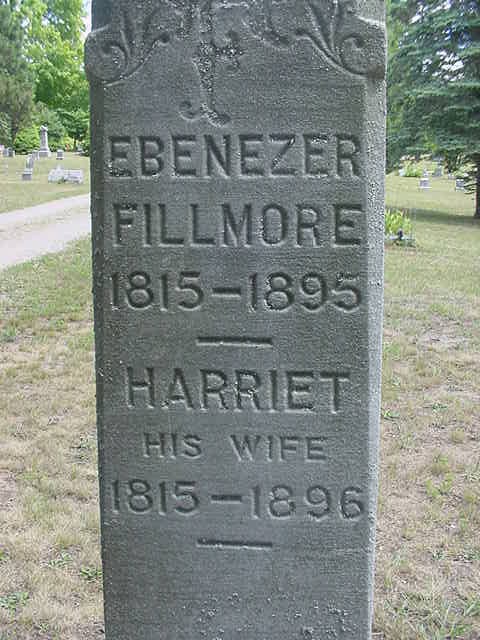 EBENEZER
FILLMORE
1815–1895
HARRIET
HIS WIFE
1815–1896